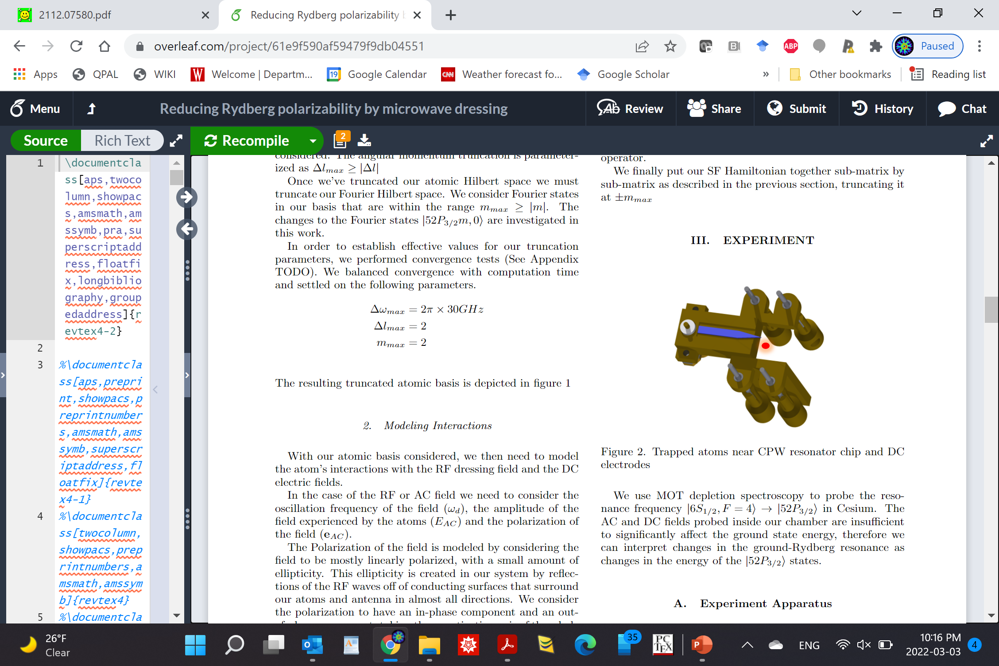 2112.07580.pdf
Reducing Rydberg polarizability b
overleaf.com/project/61e9f590af59479f9db04551
ABP
Paused
Apps
QPAL
WIKI
W
Welcome | Departm...
19
Google Calendar
CNN
Weather forecast fo...
Google Scholar
»
Other bookmarks
Reading list
Menu
Reducing Rydberg polarizability by microwave dressing
Review
Share
Submit
History
Chat
Source
Rich Text
Recompile
2
1 \documentcla
ss[aps,twoco
lumn,showpac
s,amsmath,am
ssymb,pra,su
perscriptadd
ress,floatfi
x,longbiblio
graphy,group
edaddress]{r
evtex4-2}
2
3 %\documentcla
ss[aps,prepri
nt,showpacs,p
reprintnumber
s,amsmath,ams
symb,superscr
iptaddress,fl
oatfix]{revte
x4-1}
4 %\documentcla
ss[twocolumn,
showpacs,prep
rintnumbers,a
msmath,amssym
b]{revtex4}
5 %\documentcla
considered. The angular momentum truncation is parameter-
ized as Δl_max ≥ |Δl|
Once we've truncated our atomic Hilbert space we must
truncate our Fourier Hilbert space. We consider Fourier states
in our basis that are within the range m_max ≥ |m|. The
changes to the Fourier states |52P_3/2 m, 0⟩ are investigated in
this work.
In order to establish effective values for our truncation
parameters, we performed convergence tests (See Appendix
TODO). We balanced convergence with computation time
and settled on the following parameters.
Δω_max = 2π × 30GHz
Δl_max = 2
m_max = 2
The resulting truncated atomic basis is depicted in figure 1
2. Modeling Interactions
With our atomic basis considered, we then need to model
the atom's interactions with the RF dressing field and the DC
electric fields.
In the case of the RF or AC field we need to consider the
oscillation frequency of the field (ω_d), the amplitude of the
field experienced by the atoms (E_AC) and the polarization of
the field (e_AC).
The Polarization of the field is modeled by considering the
field to be mostly linearly polarized, with a small amount of
ellipticity. This ellipticity is created in our system by reflec-
tions of the RF waves off of conducting surfaces that surround
our atoms and antenna in almost all directions. We consider
the polarization to have an in-phase component and an out-
operator.
We finally put our SF Hamiltonian together sub-matrix by
sub-matrix as described in the previous section, truncating it
at ±m_max
III. EXPERIMENT
Figure 2. Trapped atoms near CPW resonator chip and DC
electrodes
We use MOT depletion spectroscopy to probe the reso-
nance frequency |6S_1/2, F = 4⟩ → |52P_3/2⟩ in Cesium. The
AC and DC fields probed inside our chamber are insufficient
to significantly affect the ground state energy, therefore we
can interpret changes in the ground-Rydberg resonance as
changes in the energy of the |52P_3/2⟩ states.
A. Experiment Apparatus
26°F
Clear
35
PC
TEX
P
ENG
10:16 PM
2022-03-03
4